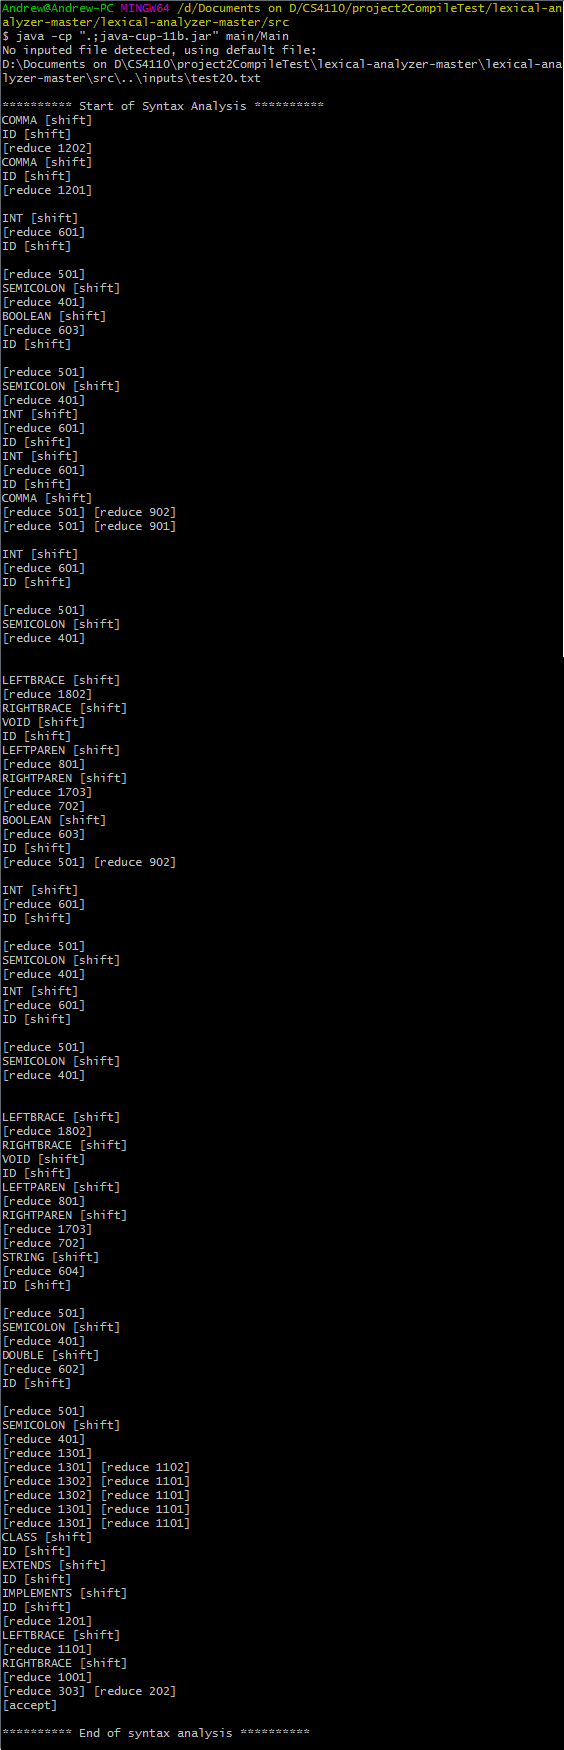 Andrew@Andrew-PC MINGW64 /d/Documents on D/CS4110/project2CompileTest/lexical-an
alyzer-master/lexical-analyzer-master/src
$ java -cp ".;java-cup-11b.jar" main/Main
No inputed file detected, using default file:
D:\Documents on D\CS4110\project2CompileTest\lexical-analyzer-master\lexical-ana
lyzer-master\src\..\inputs\test20.txt
********** Start of Syntax Analysis **********
COMMA [shift]
ID [shift]
[reduce 1202]
COMMA [shift]
ID [shift]
[reduce 1201]
INT [shift]
[reduce 601]
ID [shift]
[reduce 501]
SEMICOLON [shift]
[reduce 401]
BOOLEAN [shift]
[reduce 603]
ID [shift]
[reduce 501]
SEMICOLON [shift]
[reduce 401]
INT [shift]
[reduce 601]
ID [shift]
INT [shift]
[reduce 601]
ID [shift]
COMMA [shift]
[reduce 501] [reduce 902]
[reduce 501] [reduce 901]
INT [shift]
[reduce 601]
ID [shift]
[reduce 501]
SEMICOLON [shift]
[reduce 401]
LEFTBRACE [shift]
[reduce 1802]
RIGHTBRACE [shift]
VOID [shift]
ID [shift]
LEFTPAREN [shift]
[reduce 801]
RIGHTPAREN [shift]
[reduce 1703]
[reduce 702]
BOOLEAN [shift]
[reduce 603]
ID [shift]
[reduce 501] [reduce 902]
INT [shift]
[reduce 601]
ID [shift]
[reduce 501]
SEMICOLON [shift]
[reduce 401]
INT [shift]
[reduce 601]
ID [shift]
[reduce 501]
SEMICOLON [shift]
[reduce 401]
LEFTBRACE [shift]
[reduce 1802]
RIGHTBRACE [shift]
VOID [shift]
ID [shift]
LEFTPAREN [shift]
[reduce 801]
RIGHTPAREN [shift]
[reduce 1703]
[reduce 702]
STRING [shift]
[reduce 604]
ID [shift]
[reduce 501]
SEMICOLON [shift]
[reduce 401]
DOUBLE [shift]
[reduce 602]
ID [shift]
[reduce 501]
SEMICOLON [shift]
[reduce 401]
[reduce 1301]
[reduce 1301] [reduce 1102]
[reduce 1302] [reduce 1101]
[reduce 1302] [reduce 1101]
[reduce 1301] [reduce 1101]
[reduce 1301] [reduce 1101]
CLASS [shift]
ID [shift]
EXTENDS [shift]
ID [shift]
IMPLEMENTS [shift]
ID [shift]
[reduce 1201]
LEFTBRACE [shift]
[reduce 1101]
RIGHTBRACE [shift]
[reduce 1001]
[reduce 303] [reduce 202]
[accept]
********** End of syntax analysis **********